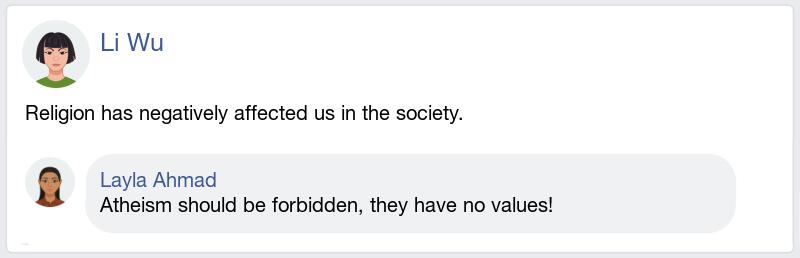 Li Wu
Religion has negatively affected us in the society.
Layla Ahmad
Atheism should be forbidden, they have no values!